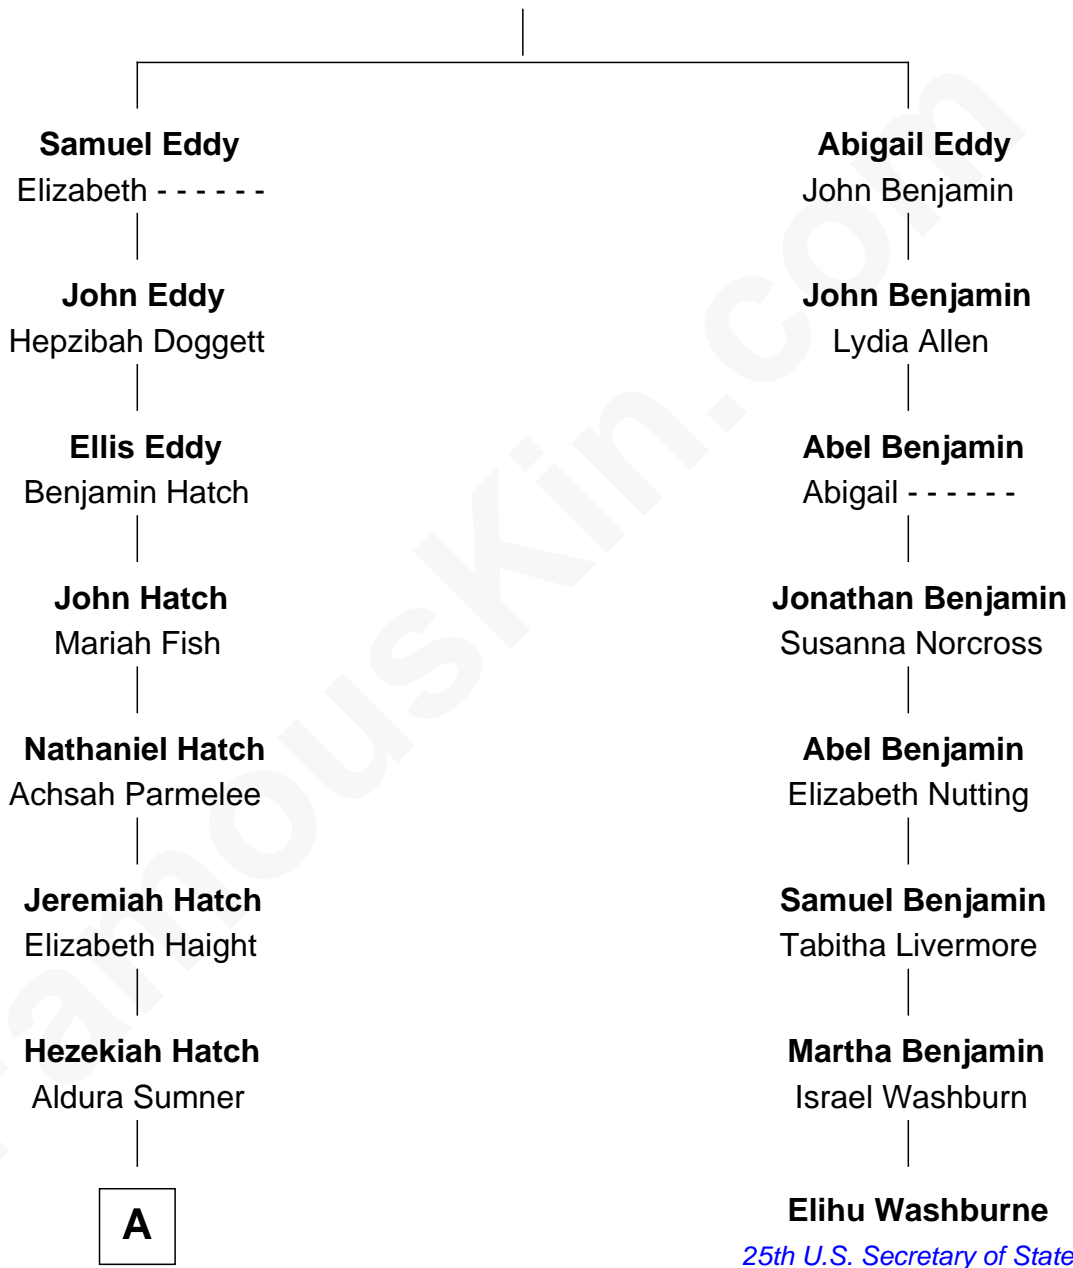 Samuel Eddy
Elizabeth - - - - - -
John Eddy
Hepzibah Doggett
Ellis Eddy
Benjamin Hatch
John Hatch
Mariah Fish
Nathaniel Hatch
Achsah Parmelee
Jeremiah Hatch
Elizabeth Haight
Hezekiah Hatch
Aldura Sumner
A
Abigail Eddy
John Benjamin
John Benjamin
Lydia Allen
Abel Benjamin
Abigail - - - - - -
Jonathan Benjamin
Susanna Norcross
Abel Benjamin
Elizabeth Nutting
Samuel Benjamin
Tabitha Livermore
Martha Benjamin
Israel Washburn
Elihu Washburne
25th U.S. Secretary of State
FamousKin.com